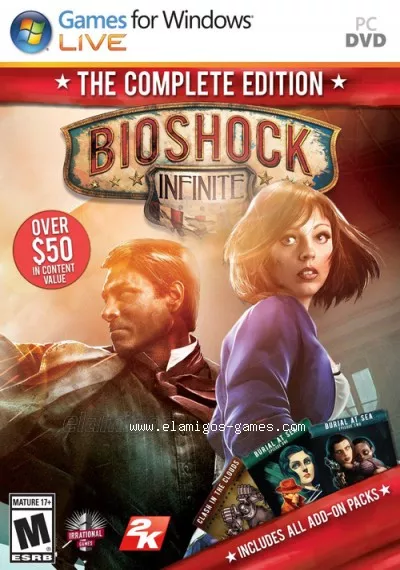 Games for Windows
LIVE
PC
DVD
★ THE COMPLETE EDITION ★
BIOSHOCK
INFINITE
OVER
$50
IN CONTENT
VALUE
www.elamigos-games.com
CLASH IN THE CLOUDS
BURIAL AT SEA
BURIAL AT SEA
★ INCLUDES ALL ADD-ON PACKS ★
MATURE 17+
M
ESRB
IRRATIONAL
GAMES
2K